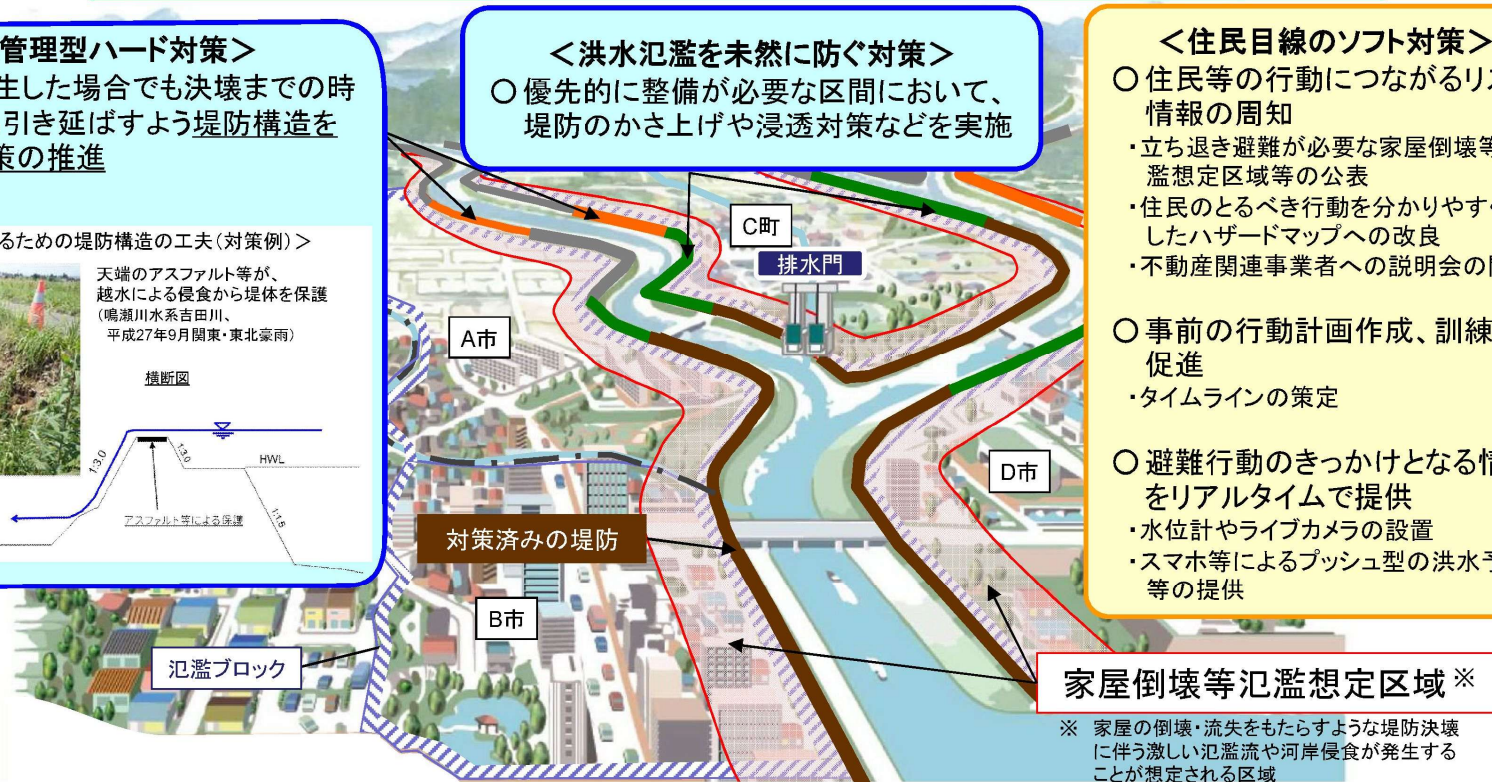 管理型ハード対策＞
生した場合でも決壊までの時
引き延ばすよう堤防構造を
策の推進
るための堤防構造の工夫（対策例）＞
天端のアスファルト等が、
越水による侵食から堤体を保護
（鳴瀬川水系吉田川、
平成27年9月関東・東北豪雨）
横断図
1:3.0
1:3.0
HWL
1:1.5
アスファルト等による保護
＜洪水氾濫を未然に防ぐ対策＞
○優先的に整備が必要な区間において、
堤防のかさ上げや浸透対策などを実施
＜住民目線のソフト対策＞
○住民等の行動につながるリス
情報の周知
・立ち退き避難が必要な家屋倒壊等
濫想定区域等の公表
・住民のとるべき行動を分かりやす
したハザードマップへの改良
・不動産関連事業者への説明会の
○事前の行動計画作成、訓練
促進
・タイムラインの策定
○避難行動のきっかけとなる情
をリアルタイムで提供
・水位計やライブカメラの設置
・スマホ等によるプッシュ型の洪水予
等の提供
C町
排水門
A市
D市
対策済みの堤防
B市
氾濫ブロック
家屋倒壊等氾濫想定区域※
※ 家屋の倒壊・流失をもたらすような堤防決壊
に伴う激しい氾濫流や河岸侵食が発生する
ことが想定される区域